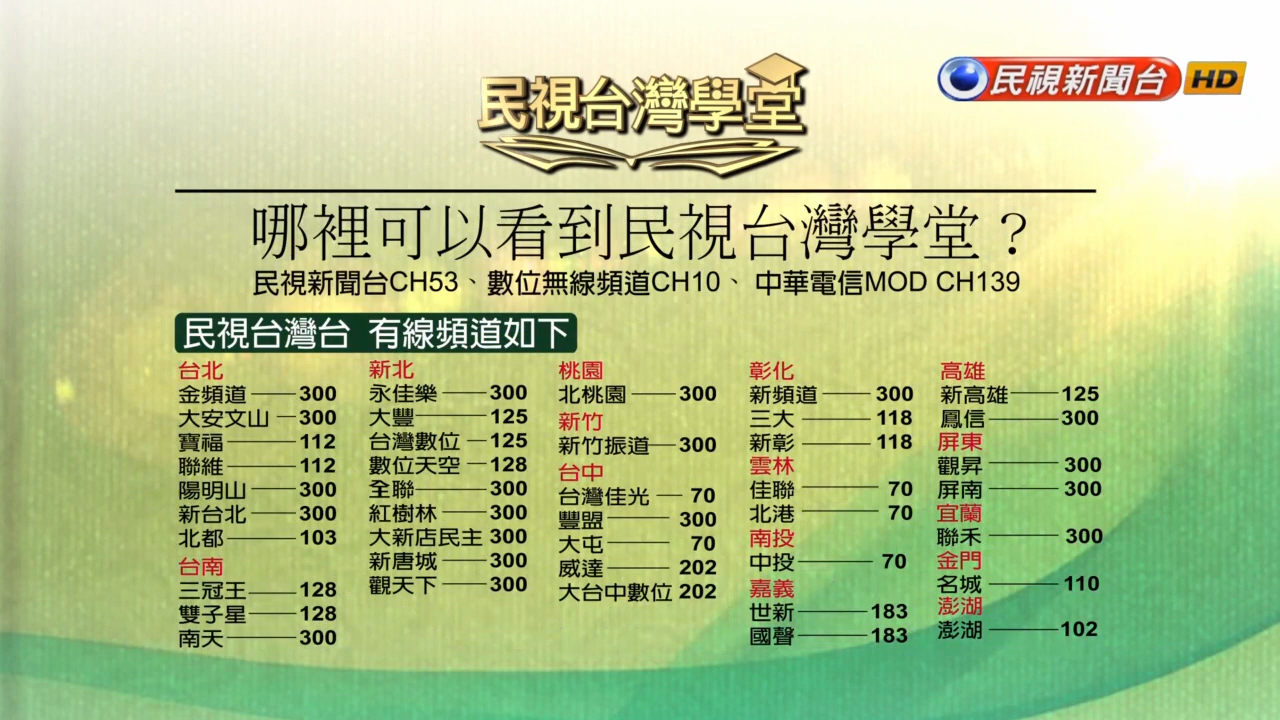 民視台灣學堂
民視新聞台 HD
哪裡可以看到民視台灣學堂？
民視新聞台CH53、數位無線頻道CH10、中華電信MOD CH139
民視台灣台 有線頻道如下
台北
金頻道 300
大安文山 300
寶福 112
聯維 112
陽明山 300
新台北 300
北都 103
台南
三冠王 128
雙子星 128
南天 300
新北
永佳樂 300
大豐 125
台灣數位 125
數位天空 128
全聯 300
紅樹林 300
大新店民主 300
新唐城 300
觀天下 300
桃園
北桃園 300
新竹
新竹振道 300
台中
台灣佳光 70
豐盟 300
大屯 70
威達 202
大台中數位 202
彰化
新頻道 300
三大 118
新彰 118
雲林
佳聯 70
北港 70
南投
中投 70
嘉義
世新 183
國聲 183
高雄
新高雄 125
鳳信 300
屏東
觀昇 300
屏南 300
宜蘭
聯禾 300
金門
名城 110
澎湖
澎湖 102